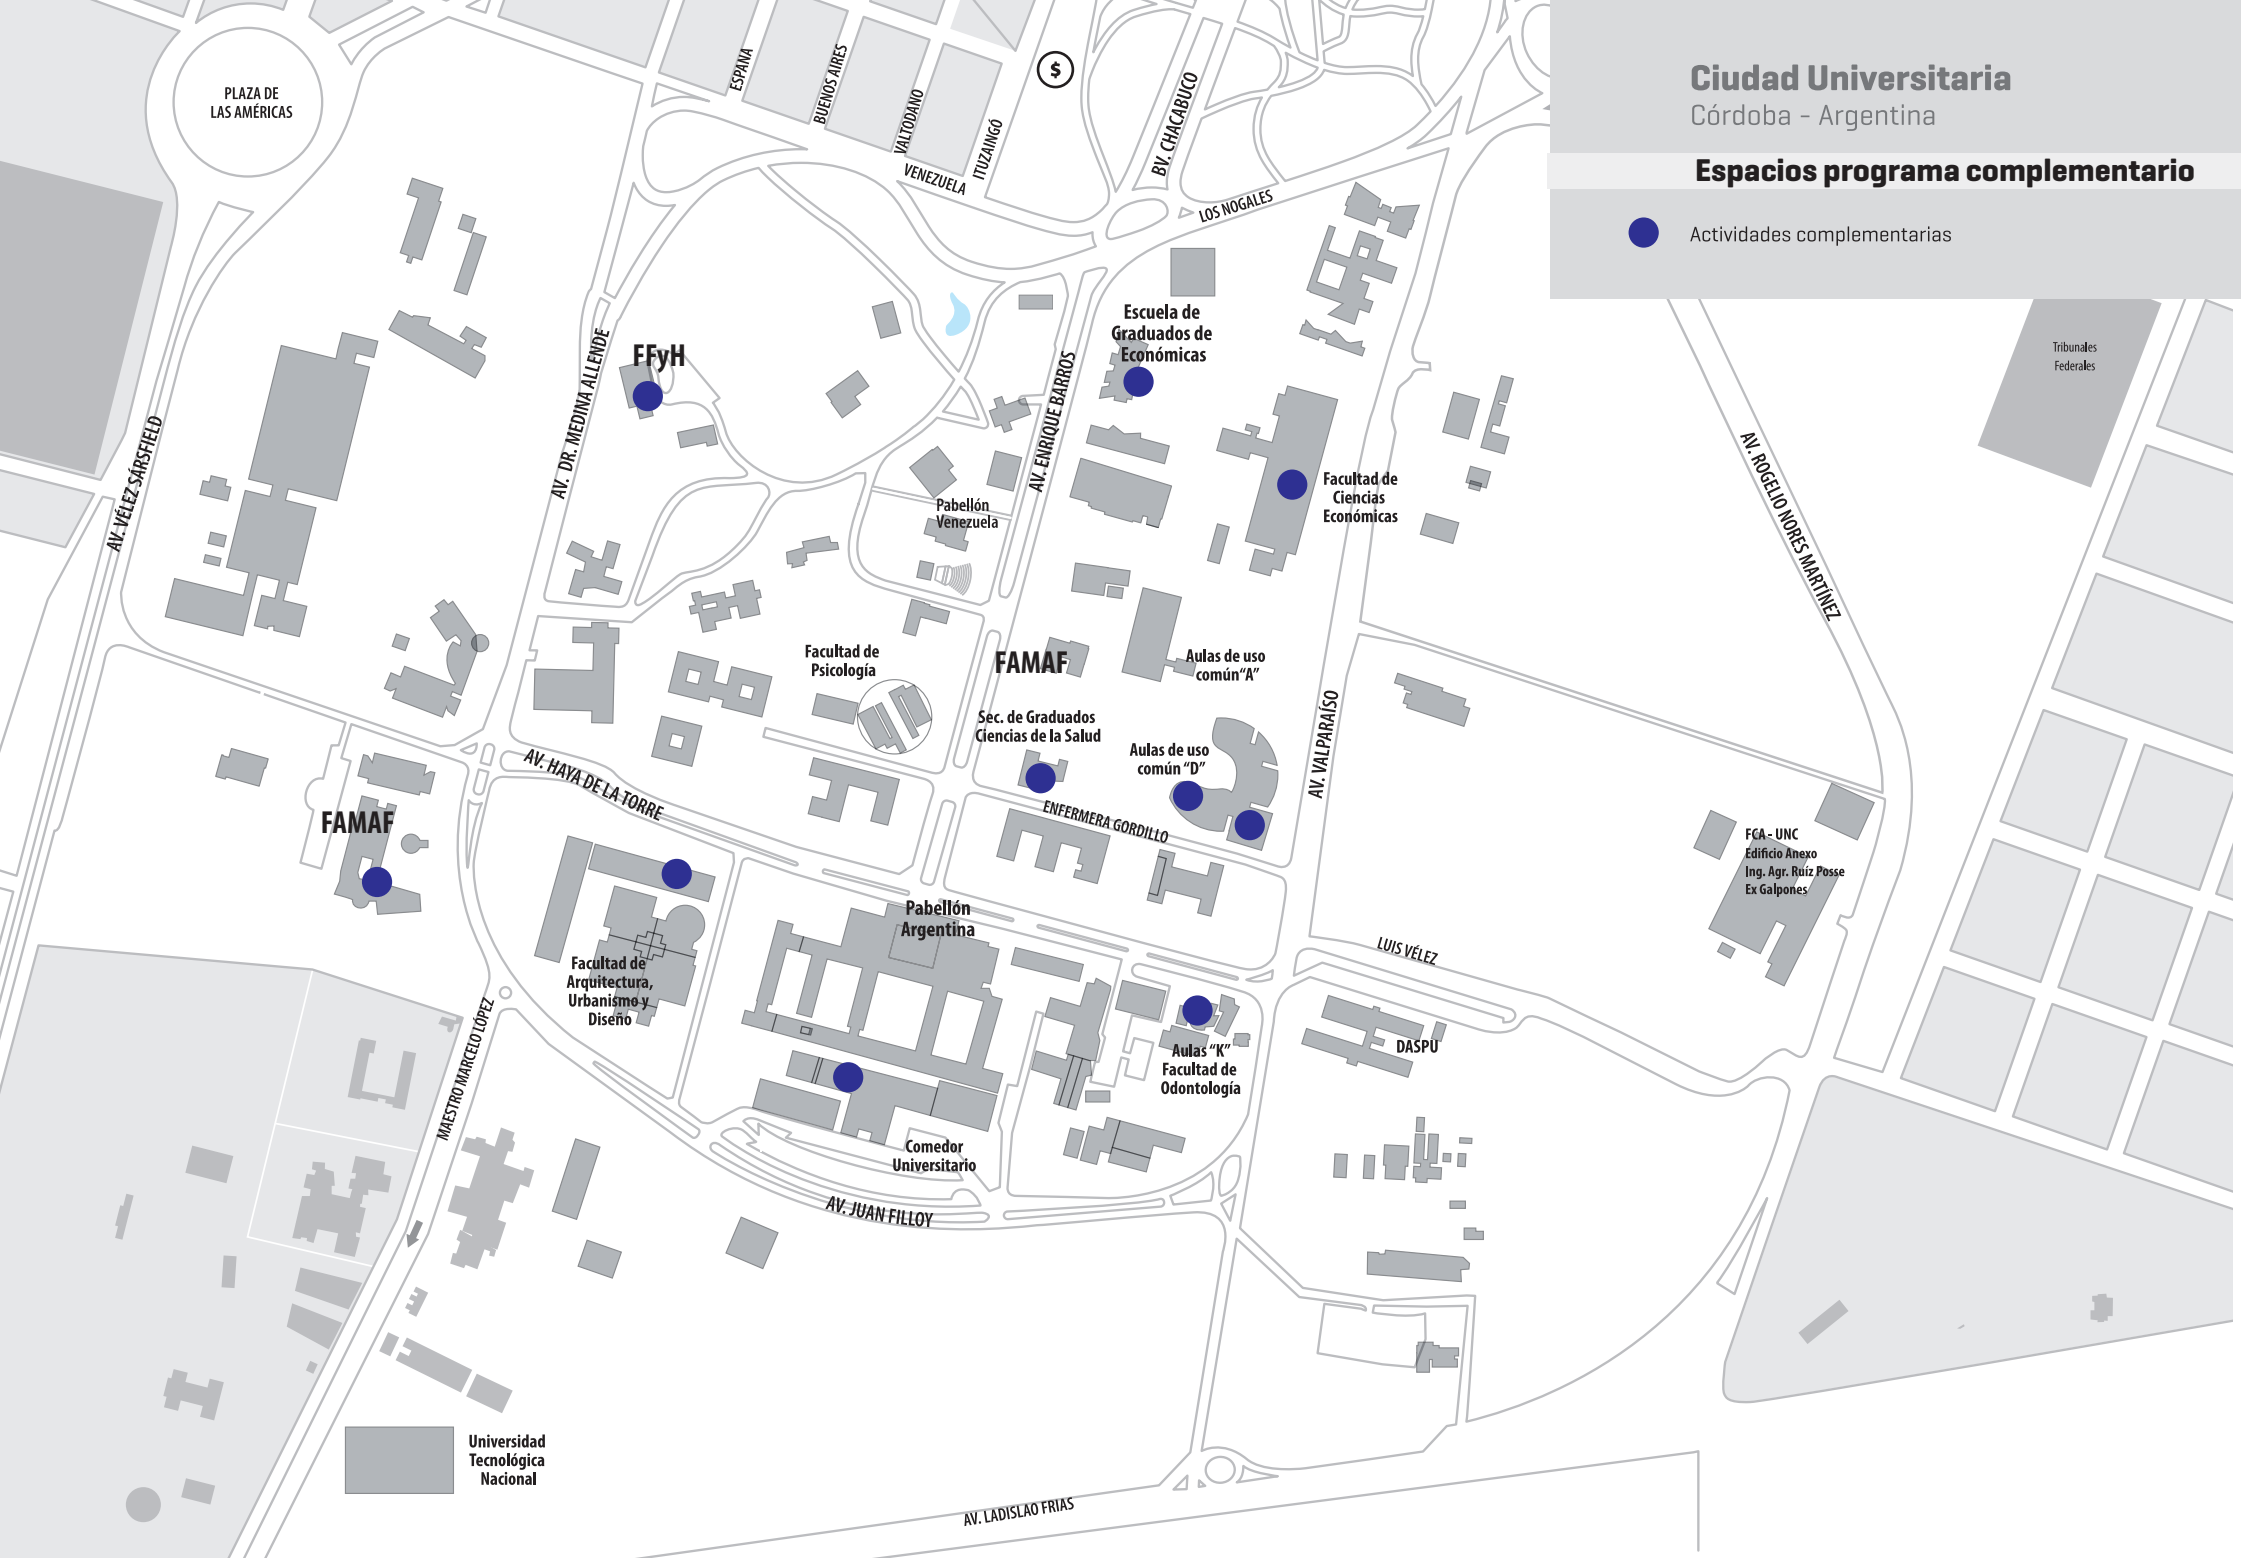 PLAZA DE
LAS AMÉRICAS
ESPANA
BUENOS AIRES
VALTODANO
ITUZAINGÓ
VENEZUELA
$
BV. CHACABUCO
LOS NOGALES
Ciudad Universitaria
Córdoba - Argentina
Espacios programa complementario
Actividades complementarias
Tribunales
Federales
AV. VÉLEZ SÁRSFIELD
AV. DR. MEDINA ALLENDE
FFyH
AV. ENRIQUE BARROS
Escuela de
Graduados de
Económicas
Facultad de
Ciencias
Económicas
AV. ROGELIO NORES MARTÍNEZ
Pabellón
Venezuela
Facultad de
Psicología
FAMAF
Aulas de uso
común“A”
Sec. de Graduados
Ciencias de la Salud
Aulas de uso
común “D”
AV. VALPARAÍSO
AV. HAYA DE LA TORRE
ENFERMERA GORDILLO
FAMAF
FCA - UNC
Edificio Anexo
Ing. Agr. Ruíz Posse
Ex Galpones
Pabellón
Argentina
LUIS VÉLEZ
Facultad de
Arquitectura,
Urbanismo y
Diseño
MAESTRO MARCELO LÓPEZ
Aulas “K”
Facultad de
Odontología
DASPU
Comedor
Universitario
AV. JUAN FILLOY
Universidad
Tecnológica
Nacional
AV. LADISLAO FRIAS